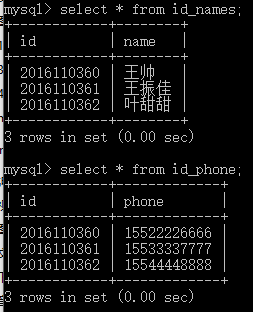 mysql> select * from id_names;
+------------+--------+
| id | name |
+------------+--------+
| 2016110360 | 王帅 |
| 2016110361 | 王振佳 |
| 2016110362 | 叶甜甜 |
+------------+--------+
3 rows in set (0.00 sec)
mysql> select * from id_phone;
+------------+-------------+
| id | phone |
+------------+-------------+
| 2016110360 | 15522226666 |
| 2016110361 | 15533337777 |
| 2016110362 | 15544448888 |
+------------+-------------+
3 rows in set (0.00 sec)